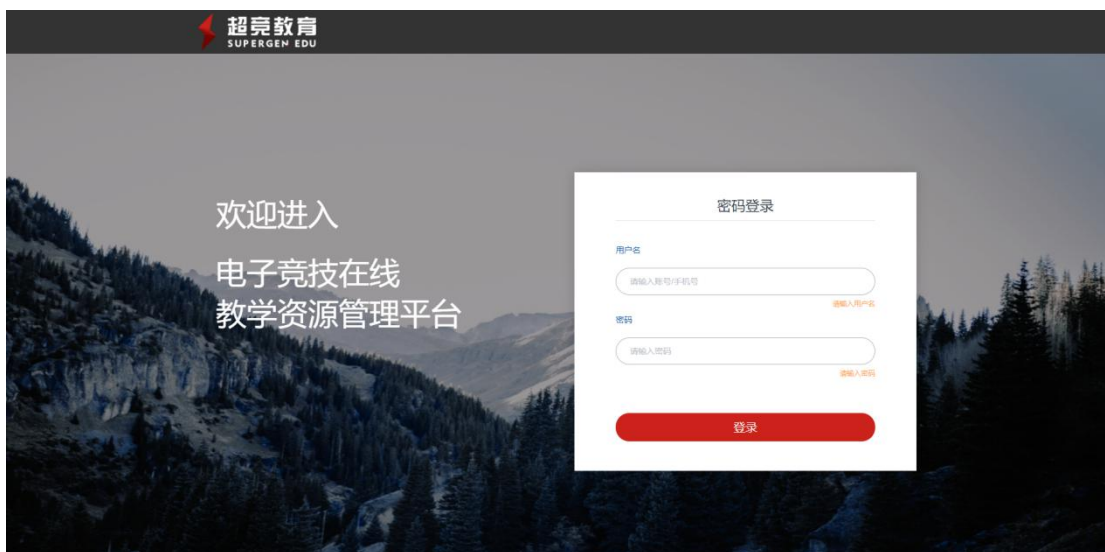 超竞教育
SUPERGEN EDU
欢迎进入
电子竞技在线
教学资源管理平台
密码登录
用户名
请输入账号/手机号
请输入用户名
密码
请输入密码
请输入密码
登录